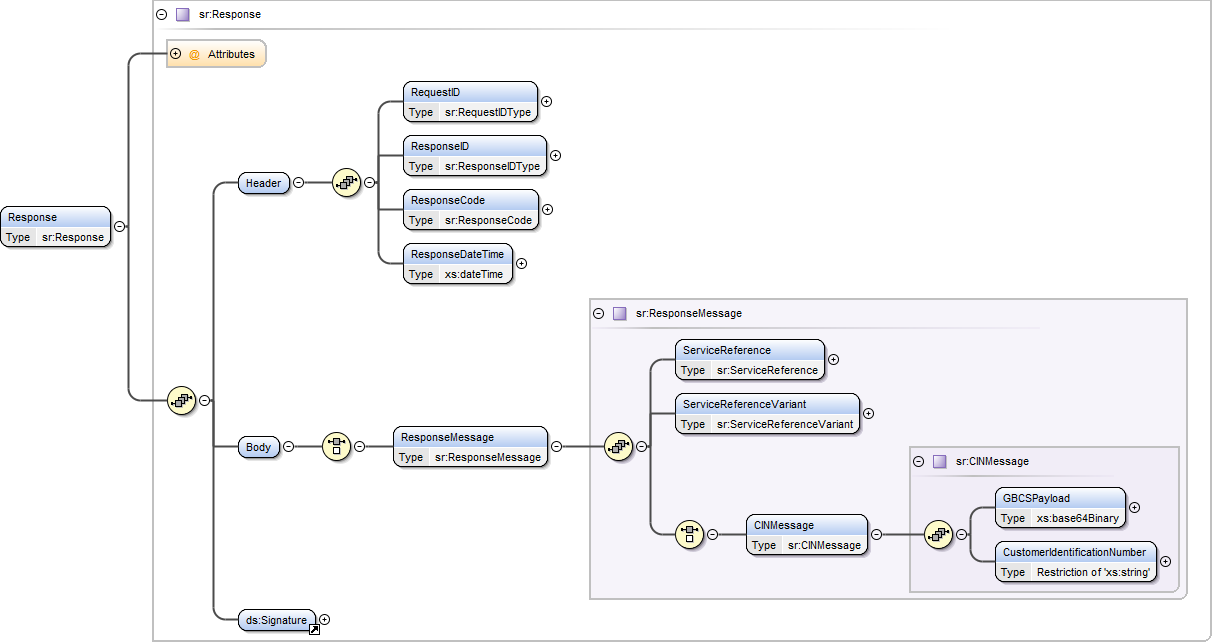 sr:Response
@ Attributes
RequestID
Type sr:RequestIDType
ResponseID
Type sr:ResponseIDType
Header
ResponseCode
Type sr:ResponseCode
Response
Type sr:Response
ResponseDateTime
Type xs:dateTime
sr:ResponseMessage
ServiceReference
Type sr:ServiceReference
ServiceReferenceVariant
Type sr:ServiceReferenceVariant
Body
ResponseMessage
Type sr:ResponseMessage
sr:CINMessage
GBCSPayload
Type xs:base64Binary
CINMessage
Type sr:CINMessage
CustomerIdentificationNumber
Type Restriction of 'xs:string'
ds:Signature